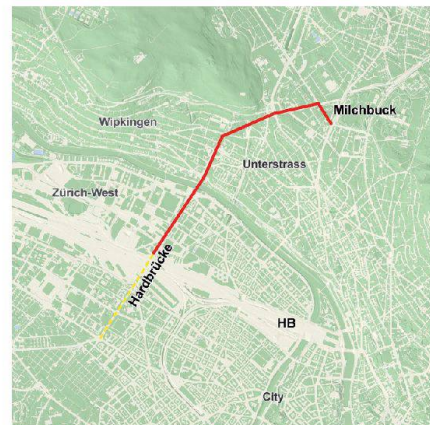 Milchbuck
Wipkingen
Unterstrass
Zürich-West
Hardbrücke
HB
City